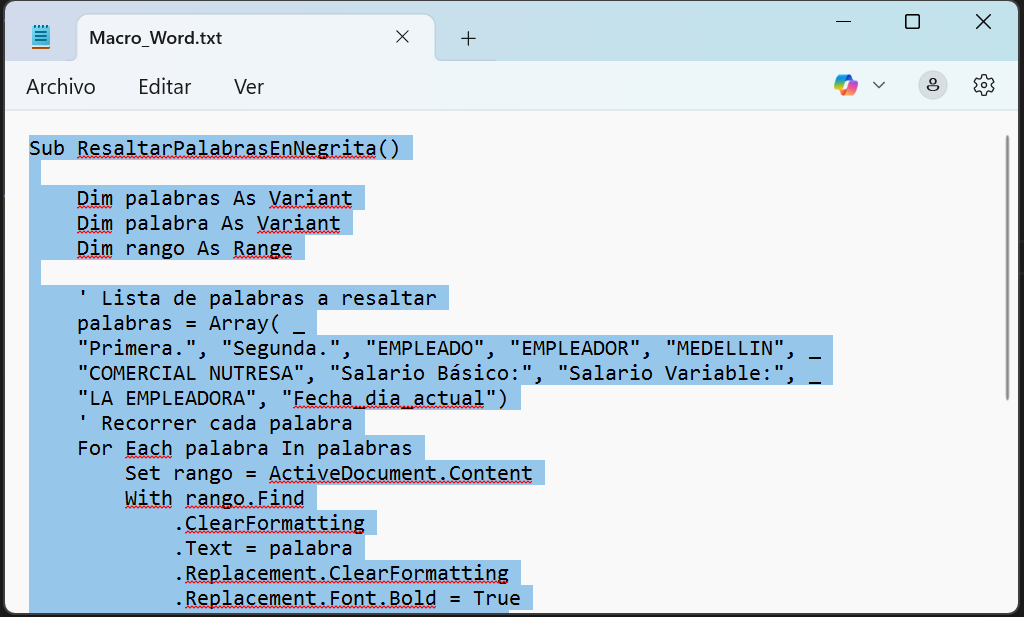 Macro_Word.txt
Archivo Editar Ver
Sub ResaltarPalabrasEnNegrita()
Dim palabras As Variant
Dim palabra As Variant
Dim rango As Range
' Lista de palabras a resaltar
palabras = Array( _
"Primera.", "Segunda.", "EMPLEADO", "EMPLEADOR", "MEDELLIN", _
"COMERCIAL NUTRESA", "Salario Básico:", "Salario Variable:", _
"LA EMPLEADORA", "Fecha_dia_actual")
' Recorrer cada palabra
For Each palabra In palabras
Set rango = ActiveDocument.Content
With rango.Find
.ClearFormatting
.Text = palabra
.Replacement.ClearFormatting
.Replacement.Font.Bold = True